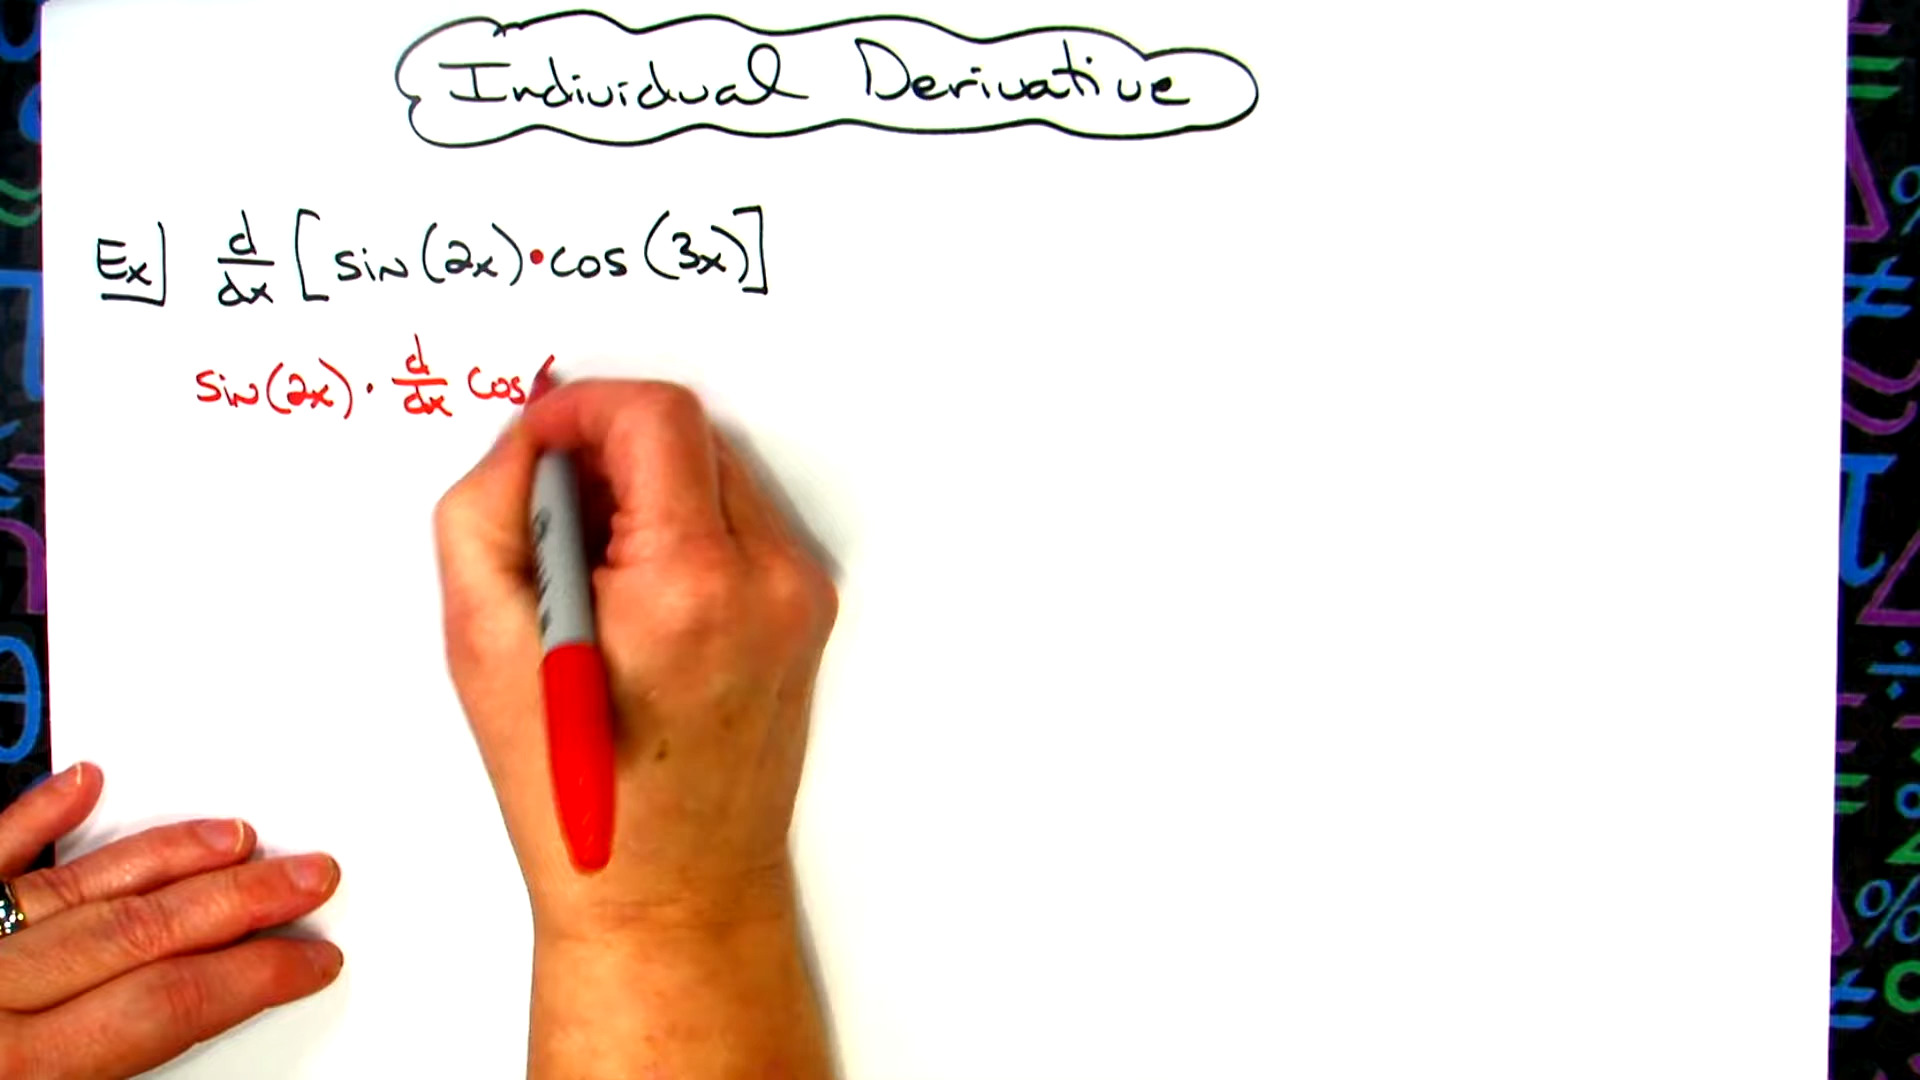 Individual Derivative
Ex] d/dx [sin(2x)·cos(3x)]
sin(2x)· d/dx cos(